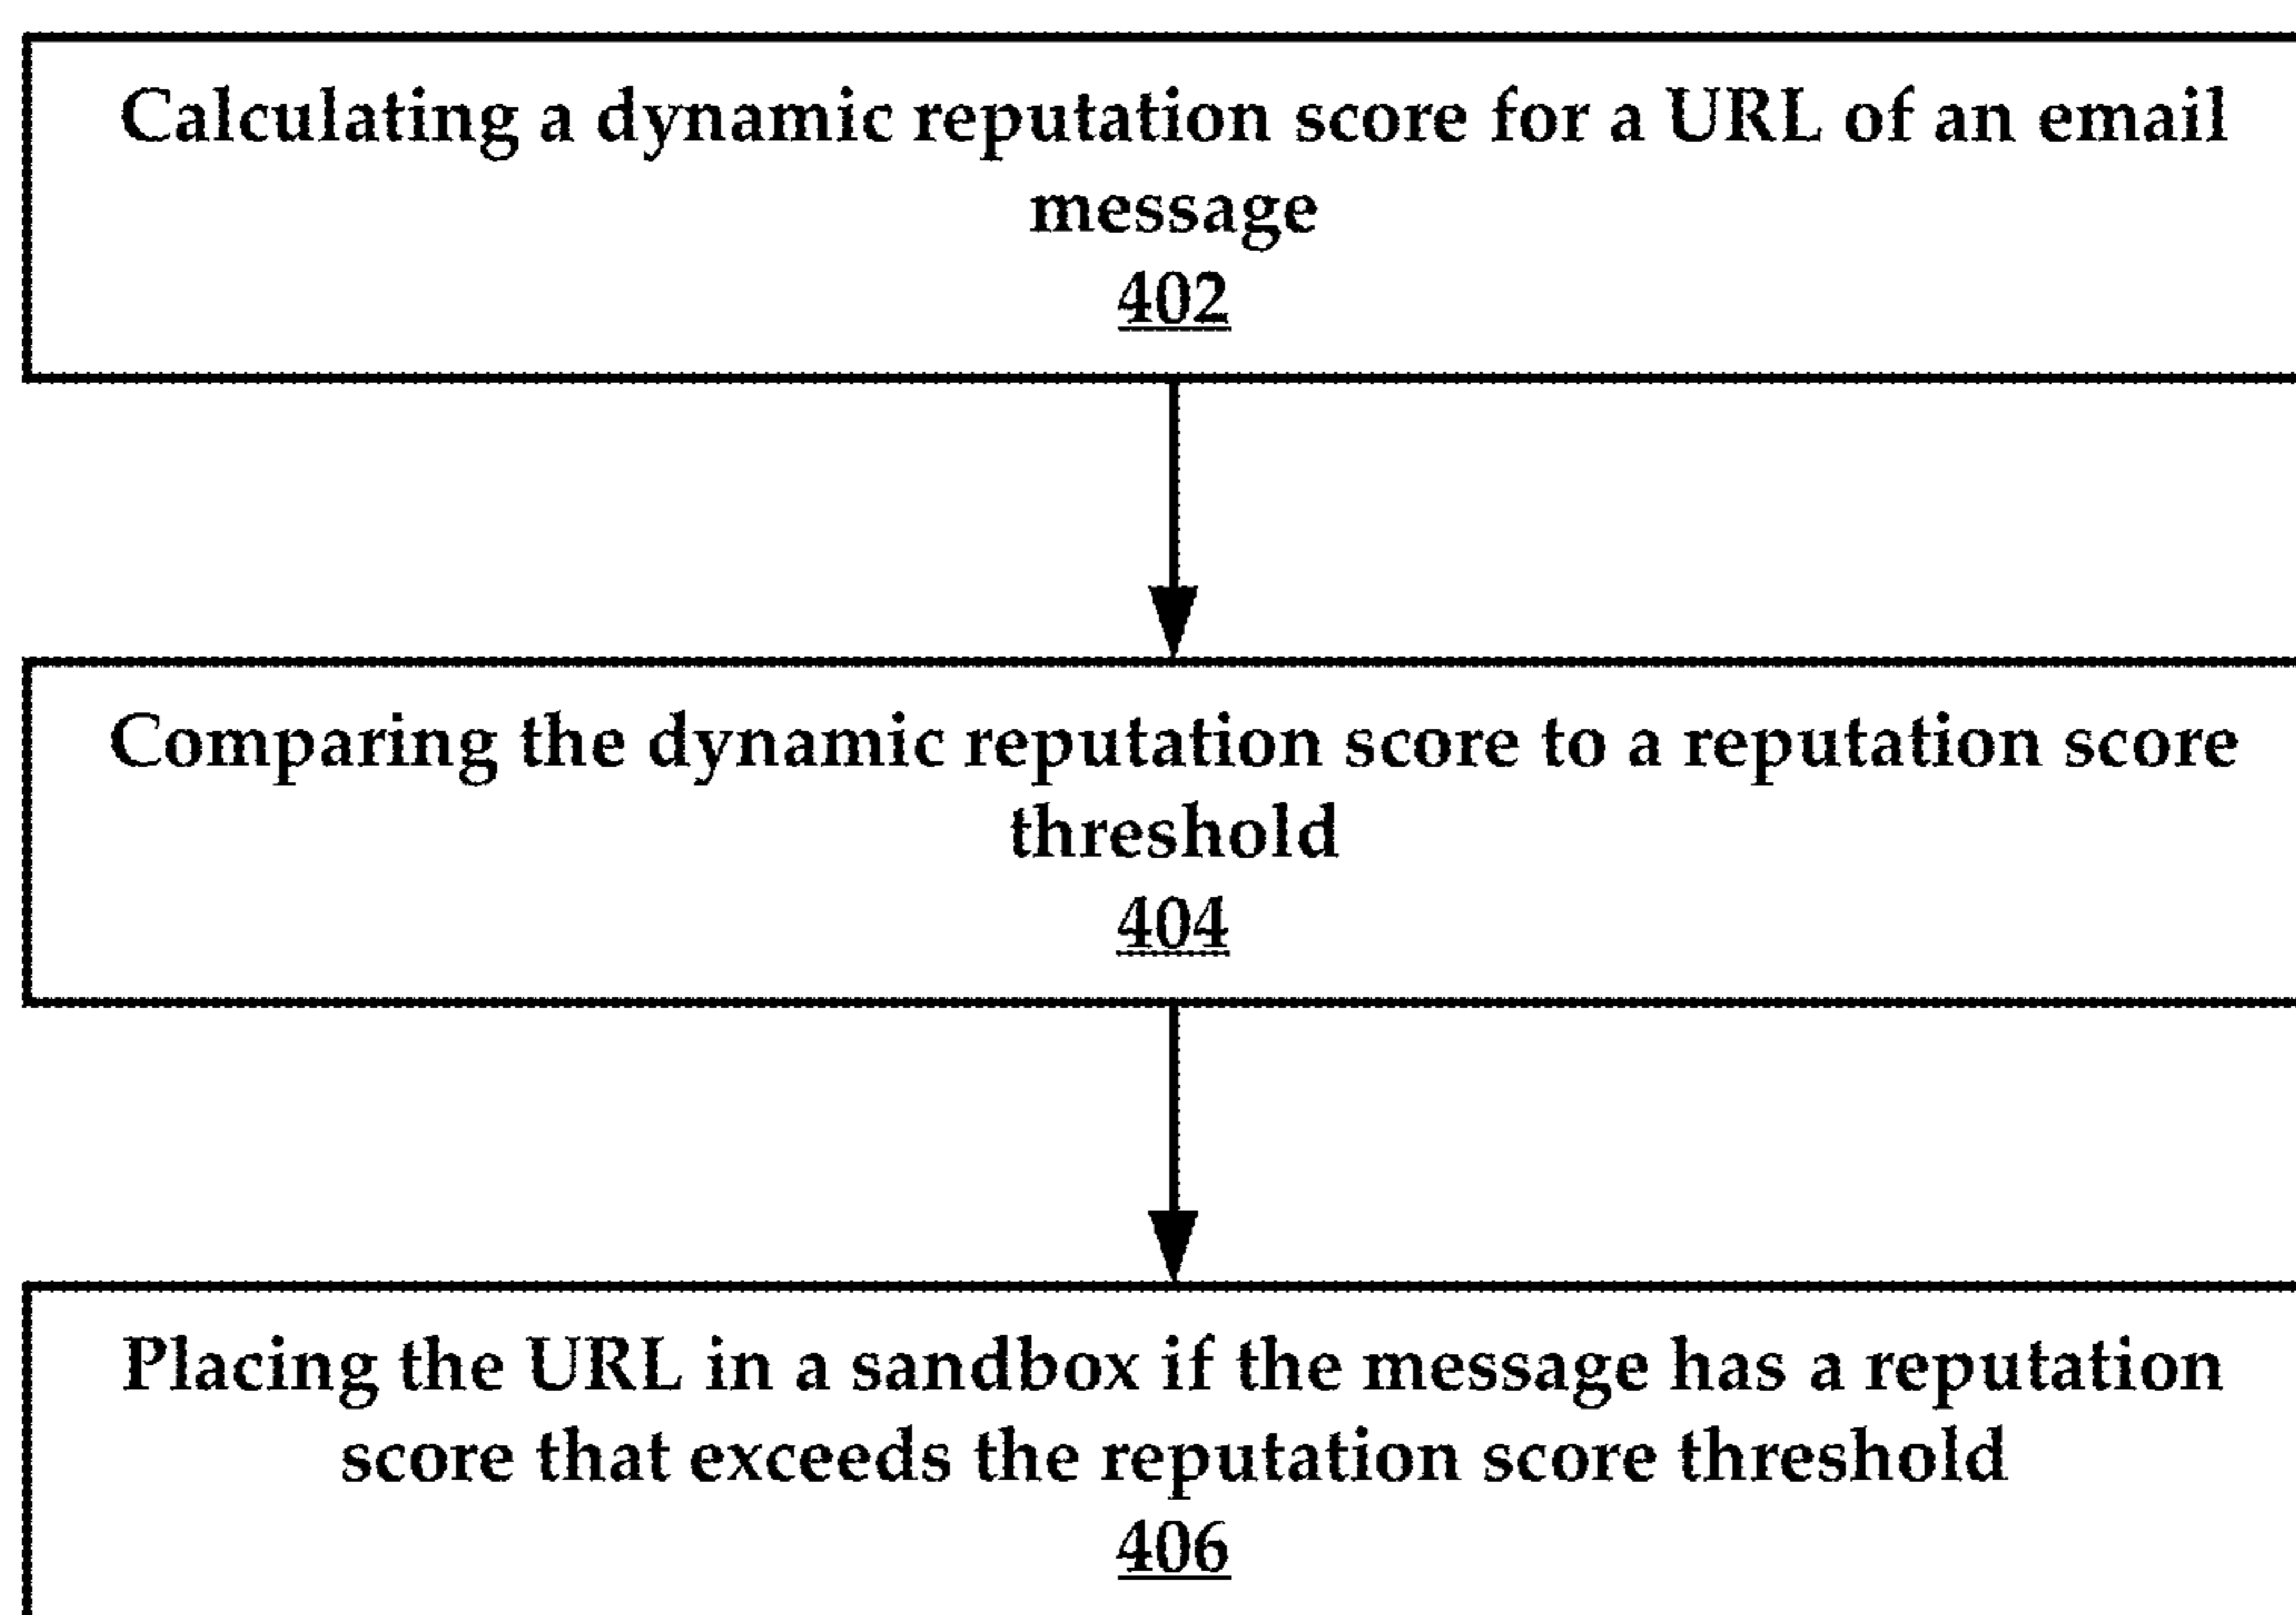 Calculating a dynamic reputation score for a URL of an email
message
402
Comparing the dynamic reputation score to a reputation score
threshold
404
Placing the URL in a sandbox if the message has a reputation
score that exceeds the reputation score threshold
406